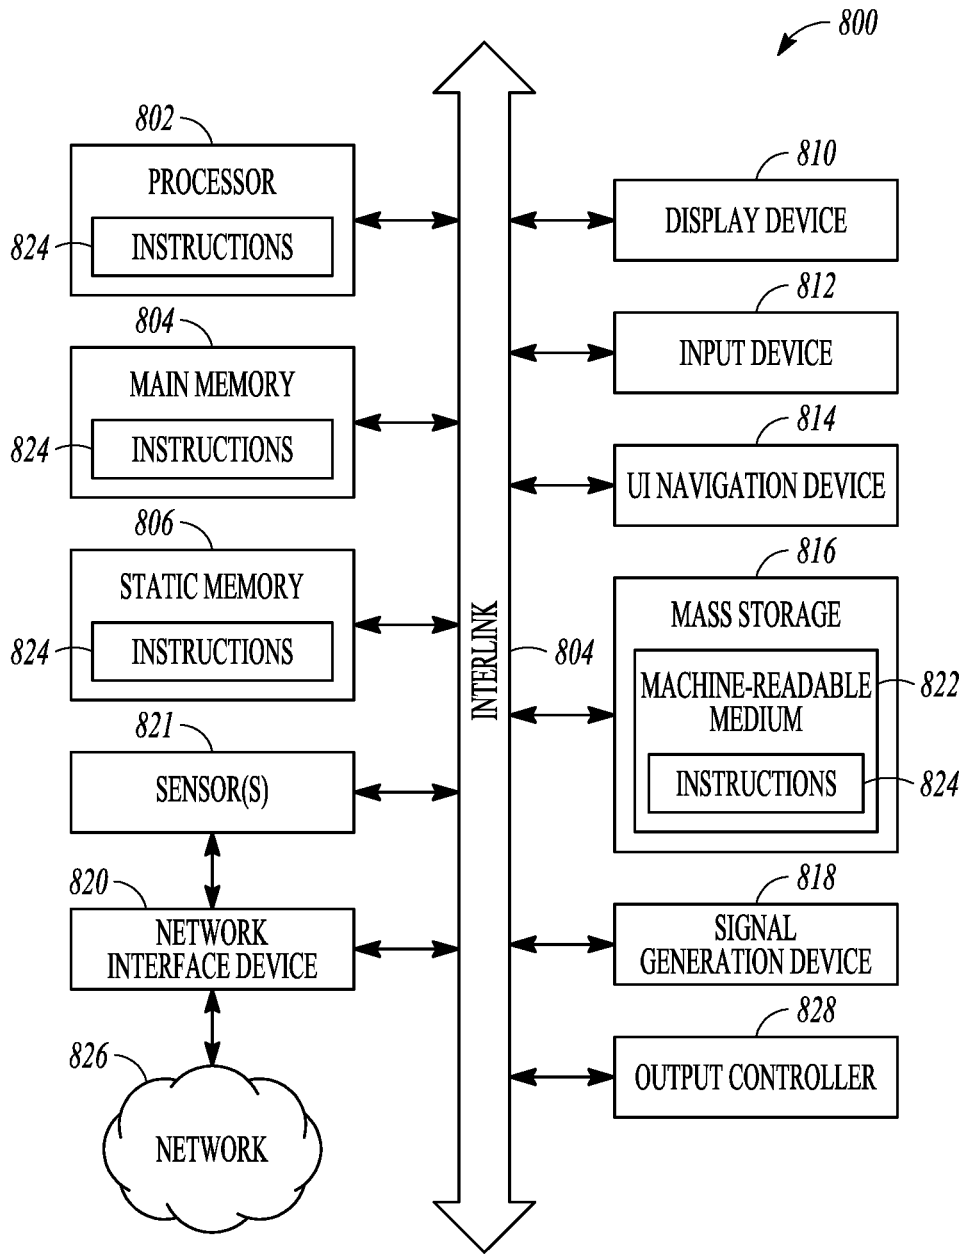 800
802
PROCESSOR
824
INSTRUCTIONS
804
MAIN MEMORY
824
INSTRUCTIONS
806
STATIC MEMORY
824
INSTRUCTIONS
821
SENSOR(S)
820
NETWORK
INTERFACE DEVICE
826
NETWORK
INTERLINK
804
810
DISPLAY DEVICE
812
INPUT DEVICE
814
UI NAVIGATION DEVICE
816
MASS STORAGE
MACHINE-READABLE
MEDIUM
822
INSTRUCTIONS
824
818
SIGNAL
GENERATION DEVICE
828
OUTPUT CONTROLLER